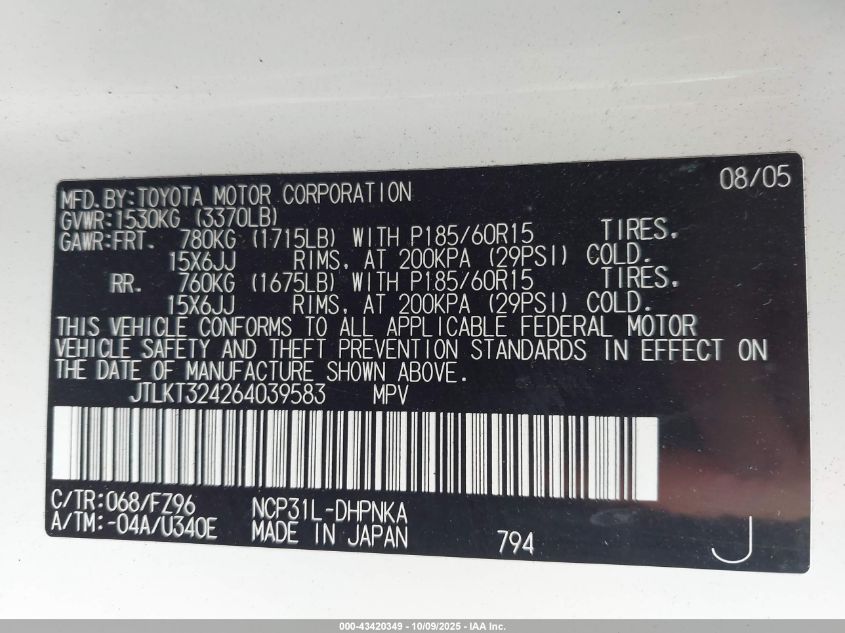 08/05
MFD.BY:TOYOTA MOTOR CORPORATION
GVWR:1530KG (3370LB)
GAWR:FRT. 780KG (1715LB) WITH P185/60R15 TIRES,
15X6JJ RIMS, AT 200KPA (29PSI) COLD.
RR. 760KG (1675LB) WITH P185/60R15 TIRES,
15X6JJ RIMS, AT 200KPA (29PSI) COLD.
THIS VEHICLE CONFORMS TO ALL APPLICABLE FEDERAL MOTOR
VEHICLE SAFETY AND THEFT PREVENTION STANDARDS IN EFFECT ON
THE DATE OF MANUFACTURE SHOWN ABOVE.
JTLKT324264039583 MPV
C/TR:068/FZ96 NCP31L-DHPNKA
A/TM:-04A/U340E MADE IN JAPAN 794 J
000-43420349 - 10/09/2025 - IAA Inc.